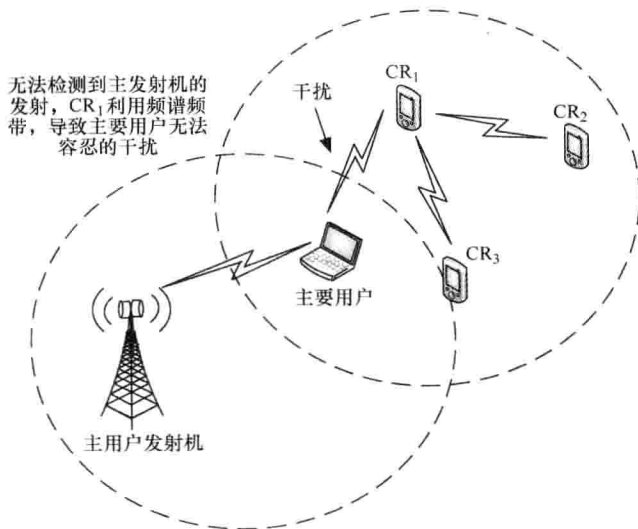 无法检测到主发射机的
发射，CR₁利用频谱频
带，导致主要用户无法
容忍的干扰
干扰
CR₁
CR₂
CR₃
主要用户
主用户发射机